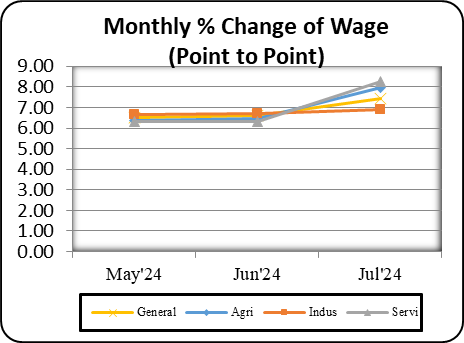 Monthly % Change of Wage
(Point to Point)
9.00
8.00
7.00
6.00
5.00
4.00
3.00
2.00
1.00
0.00
May'24 Jun'24 Jul'24
General Agri Indus Servi